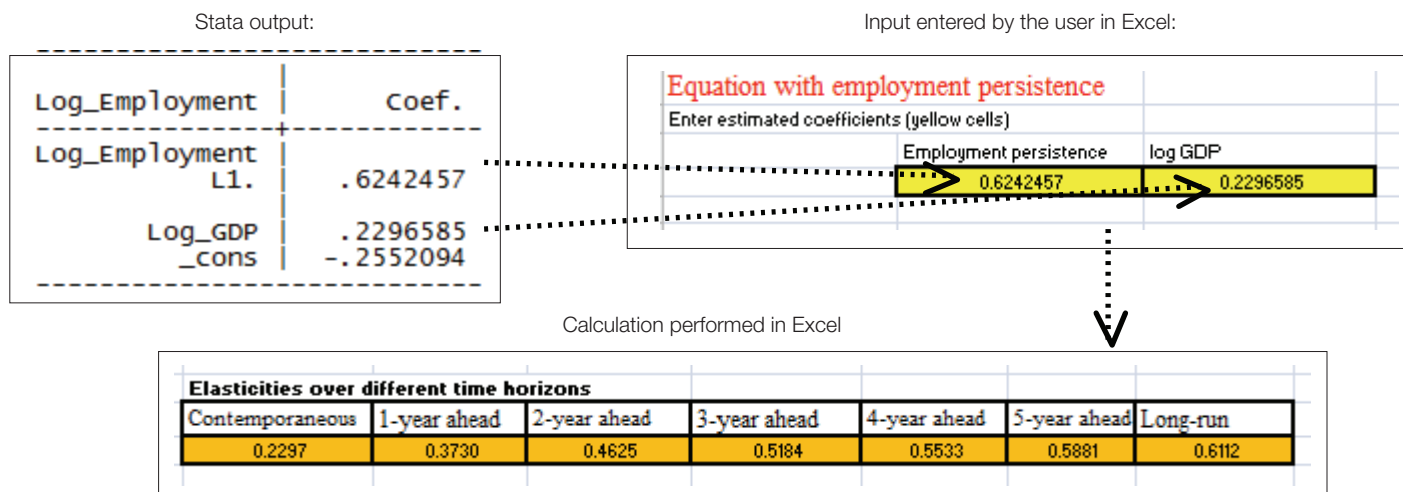 Stata output:
Log_Employment | Coef.
Log_Employment |
L1. | .6242457
Log_GDP | .2296585
_cons | -.2552094
Input entered by the user in Excel:
Equation with employment persistence
Enter estimated coefficients (yellow cells)
Employment persistence log GDP
0.6242457 0.2296585
Calculation performed in Excel
Elasticities over different time horizons
Contemporaneous 1-year ahead 2-year ahead 3-year ahead 4-year ahead 5-year ahead Long-run
0.2297 0.3730 0.4625 0.5184 0.5533 0.5881 0.6112